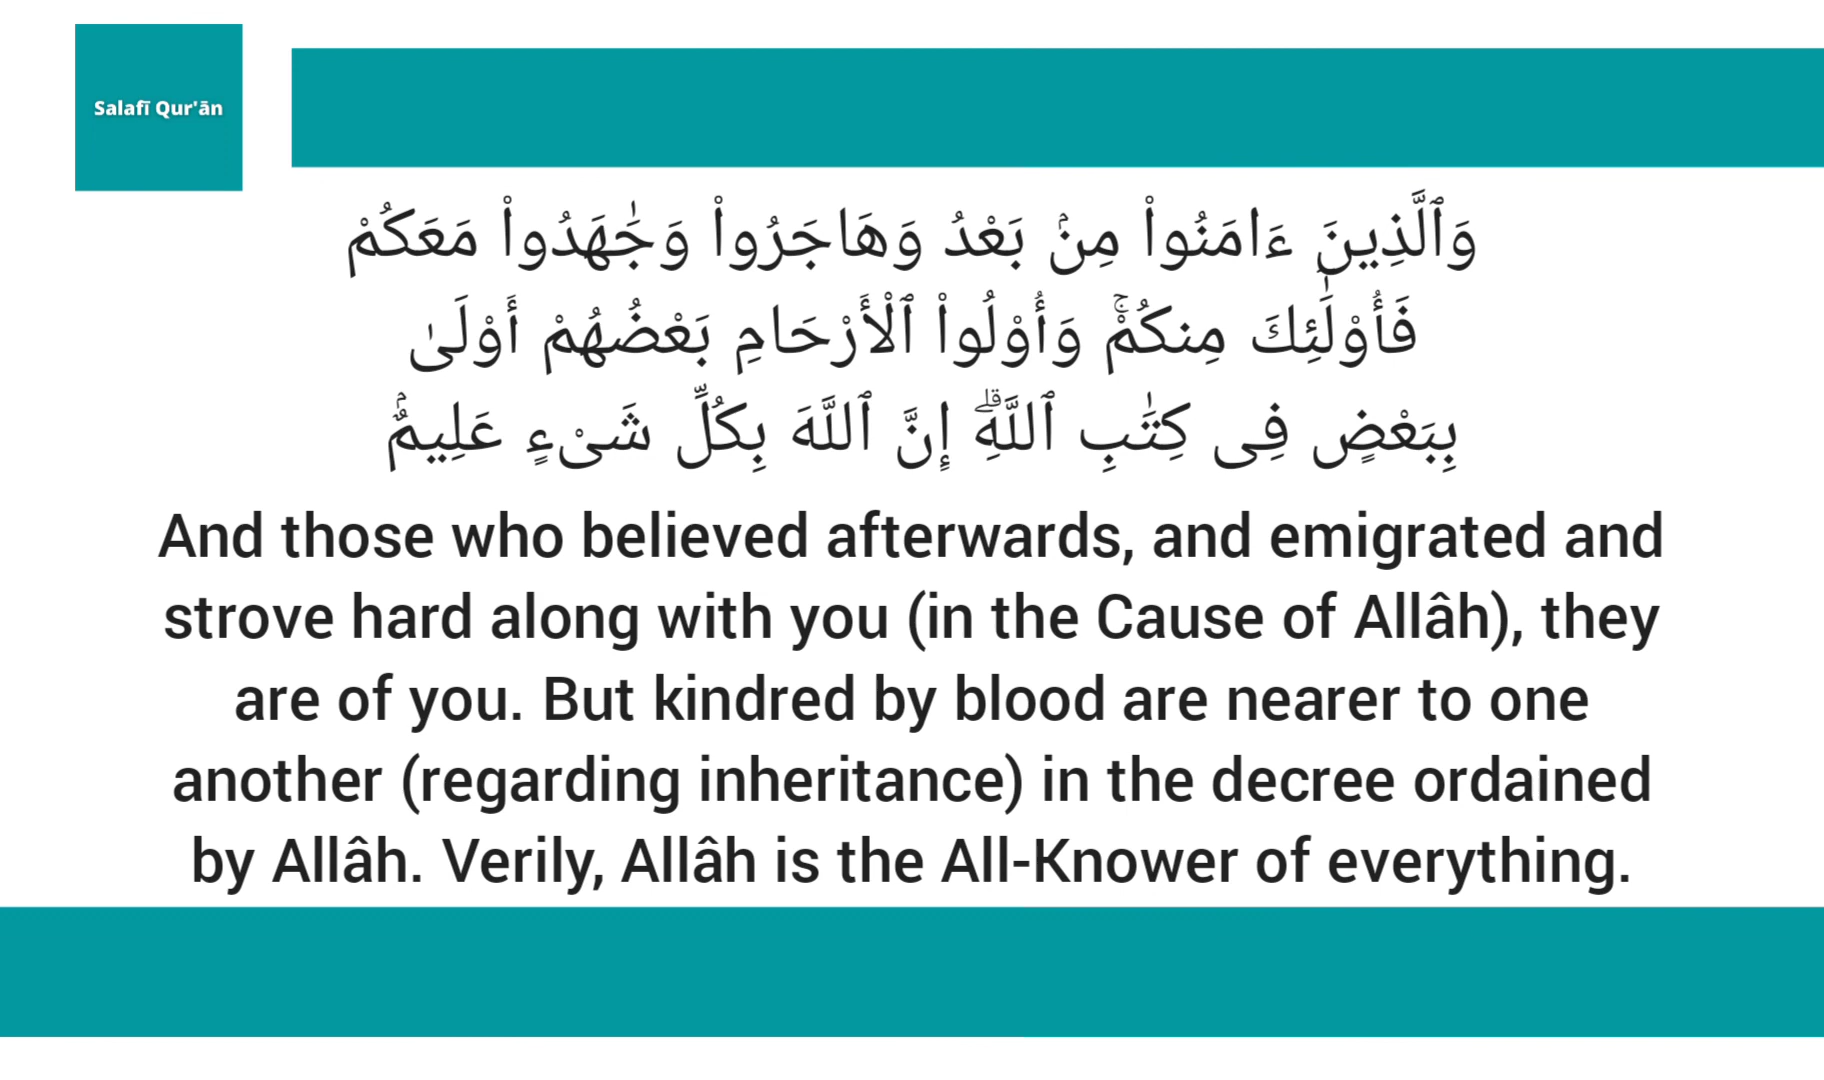 Salafī Qur'ān
وَٱلَّذِينَ ءَامَنُوا۟ مِنۢ بَعْدُ وَهَاجَرُوا۟ وَجَٰهَدُوا۟ مَعَكُمْ
فَأُو۟لَٰٓئِكَ مِنكُمْ ۚ وَأُو۟لُوا۟ ٱلْأَرْحَامِ بَعْضُهُمْ أَوْلَىٰ
بِبَعْضٍ فِى كِتَٰبِ ٱللَّهِ ۗ إِنَّ ٱللَّهَ بِكُلِّ شَىْءٍ عَلِيمٌۢ
And those who believed afterwards, and emigrated and
strove hard along with you (in the Cause of Allâh), they
are of you. But kindred by blood are nearer to one
another (regarding inheritance) in the decree ordained
by Allâh. Verily, Allâh is the All-Knower of everything.